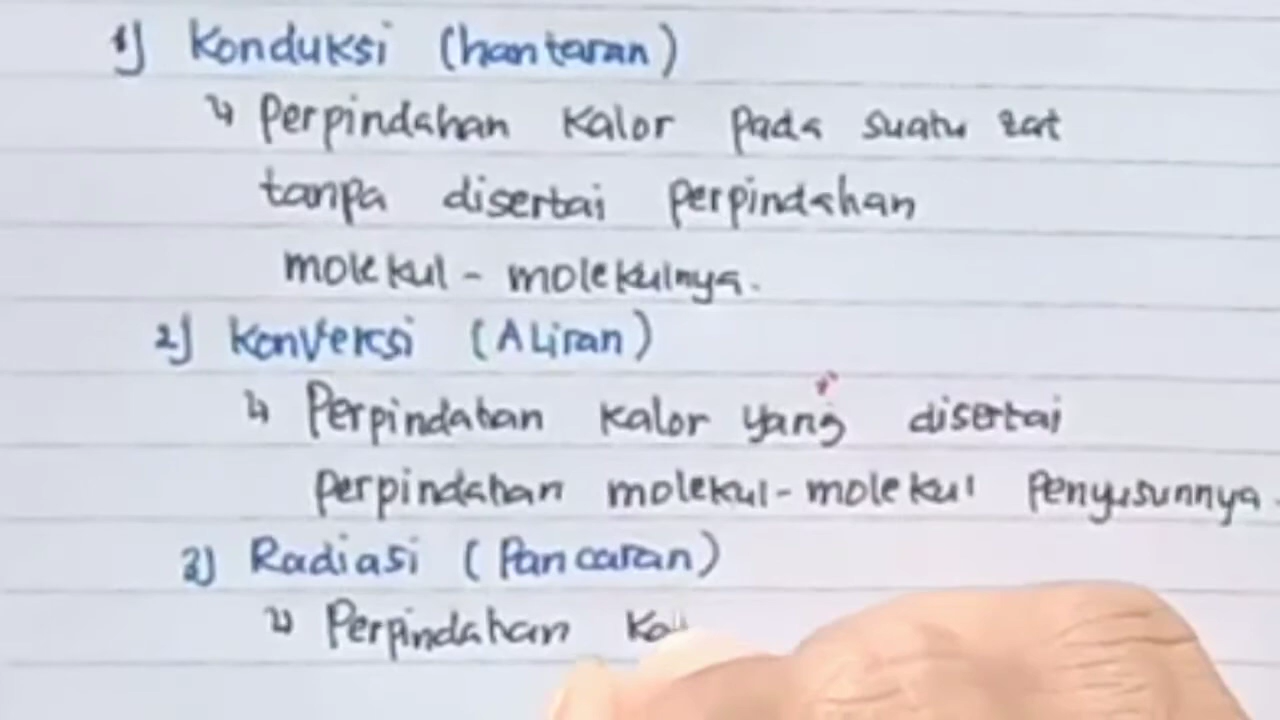 1) Konduksi (hantaran)
↳ Perpindahan Kalor pada suatu zat
tanpa disertai perpindahan
molekul - molekulnya.
2) Konversi (Aliran)
↳ Perpindahan Kalor yang disertai
perpindahan molekul-molekul Penyusunnya.
3) Radiasi (Pancaran)
↳ Perpindahan